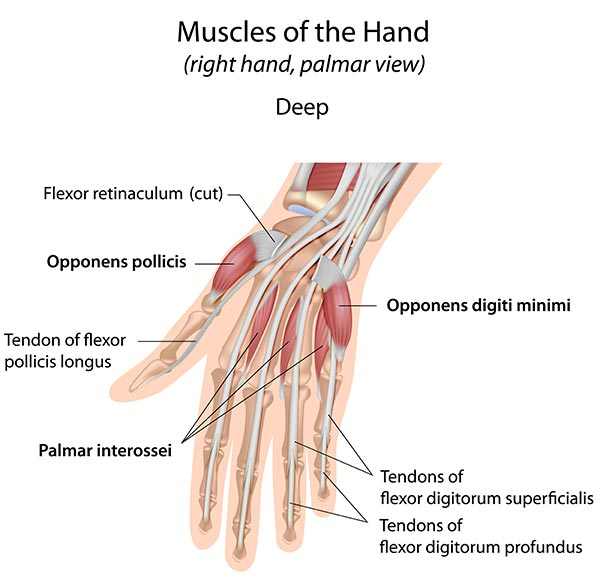 Muscles of the Hand
(right hand, palmar view)
Deep
Flexor retinaculum (cut)
Opponens pollicis
Opponens digiti minimi
Tendon of flexor
pollicis longus
Palmar interossei
Tendons of
flexor digitorum superficialis
Tendons of
flexor digitorum profundus